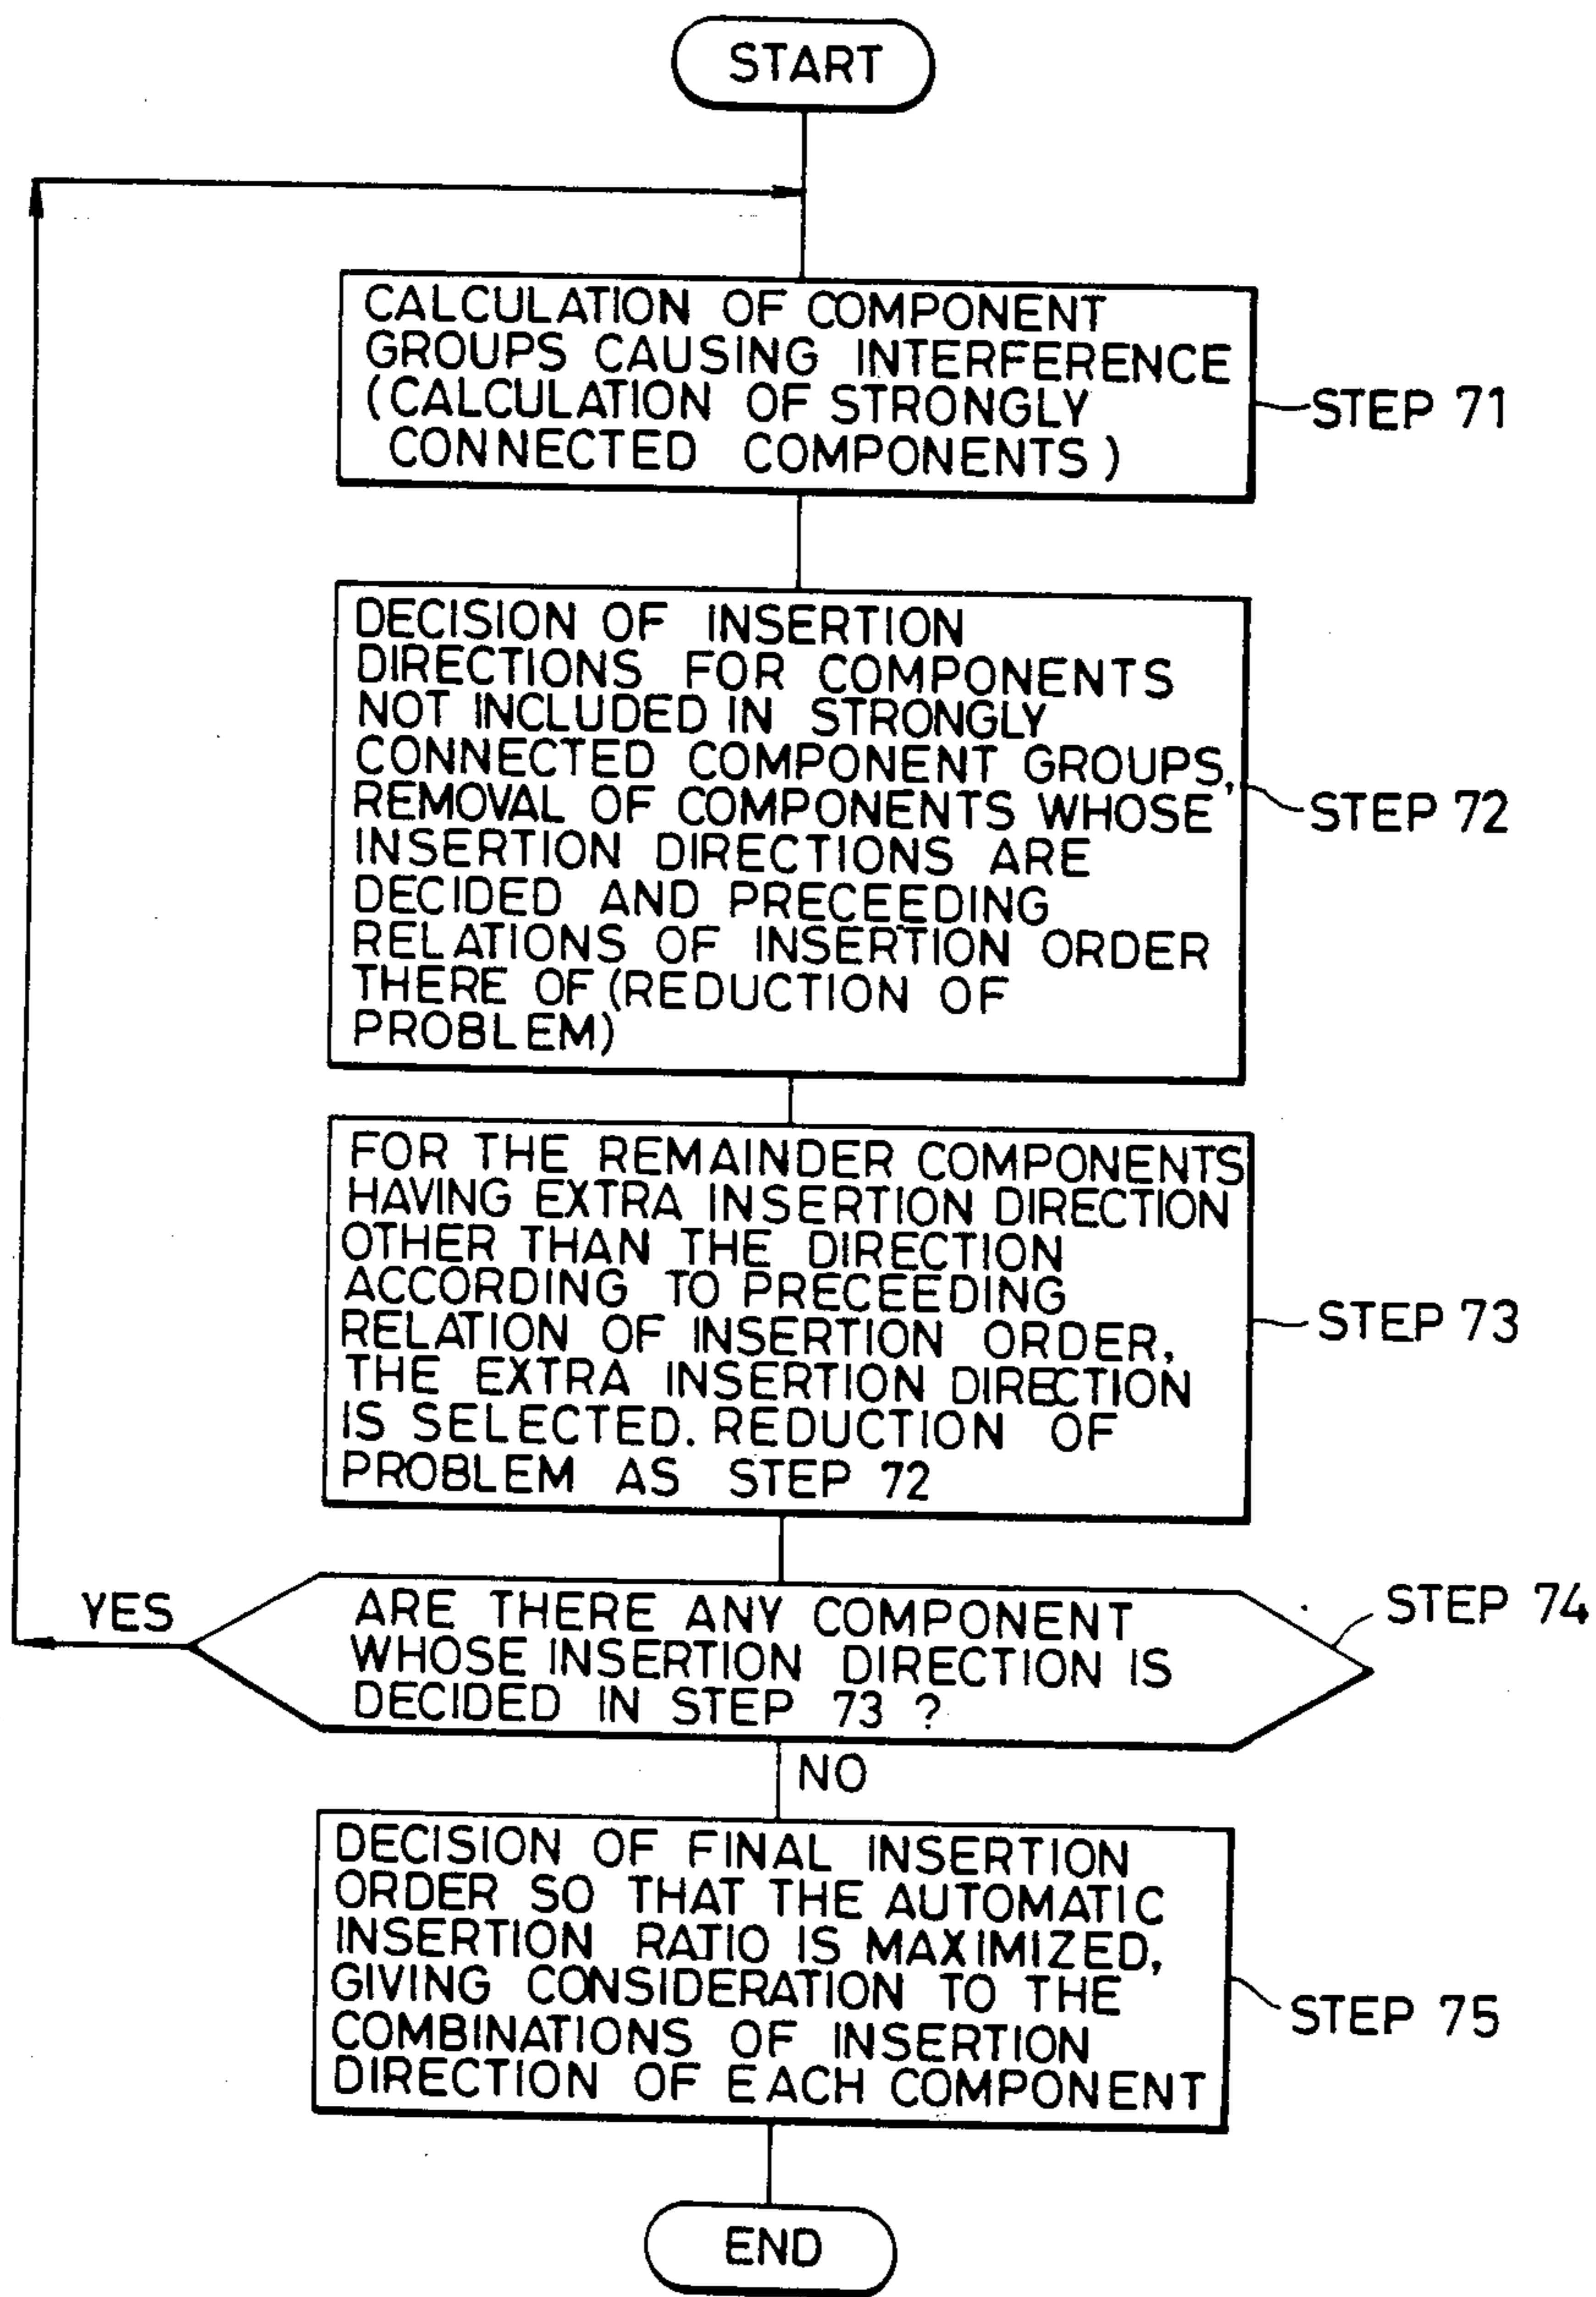 START
CALCULATION OF COMPONENT
GROUPS CAUSING INTERFERENCE
(CALCULATION OF STRONGLY
CONNECTED COMPONENTS)
STEP 71
DECISION OF INSERTION
DIRECTIONS FOR COMPONENTS
NOT INCLUDED IN STRONGLY
CONNECTED COMPONENT GROUPS,
REMOVAL OF COMPONENTS WHOSE
INSERTION DIRECTIONS ARE
DECIDED AND PRECEEDING
RELATIONS OF INSERTION ORDER
THERE OF (REDUCTION OF
PROBLEM)
STEP 72
FOR THE REMAINDER COMPONENTS
HAVING EXTRA INSERTION DIRECTION
OTHER THAN THE DIRECTION
ACCORDING TO PRECEEDING
RELATION OF INSERTION ORDER,
THE EXTRA INSERTION DIRECTION
IS SELECTED. REDUCTION OF
PROBLEM AS STEP 72
STEP 73
YES
ARE THERE ANY COMPONENT
WHOSE INSERTION DIRECTION IS
DECIDED IN STEP 73 ?
STEP 74
NO
DECISION OF FINAL INSERTION
ORDER SO THAT THE AUTOMATIC
INSERTION RATIO IS MAXIMIZED,
GIVING CONSIDERATION TO THE
COMBINATIONS OF INSERTION
DIRECTION OF EACH COMPONENT
STEP 75
END